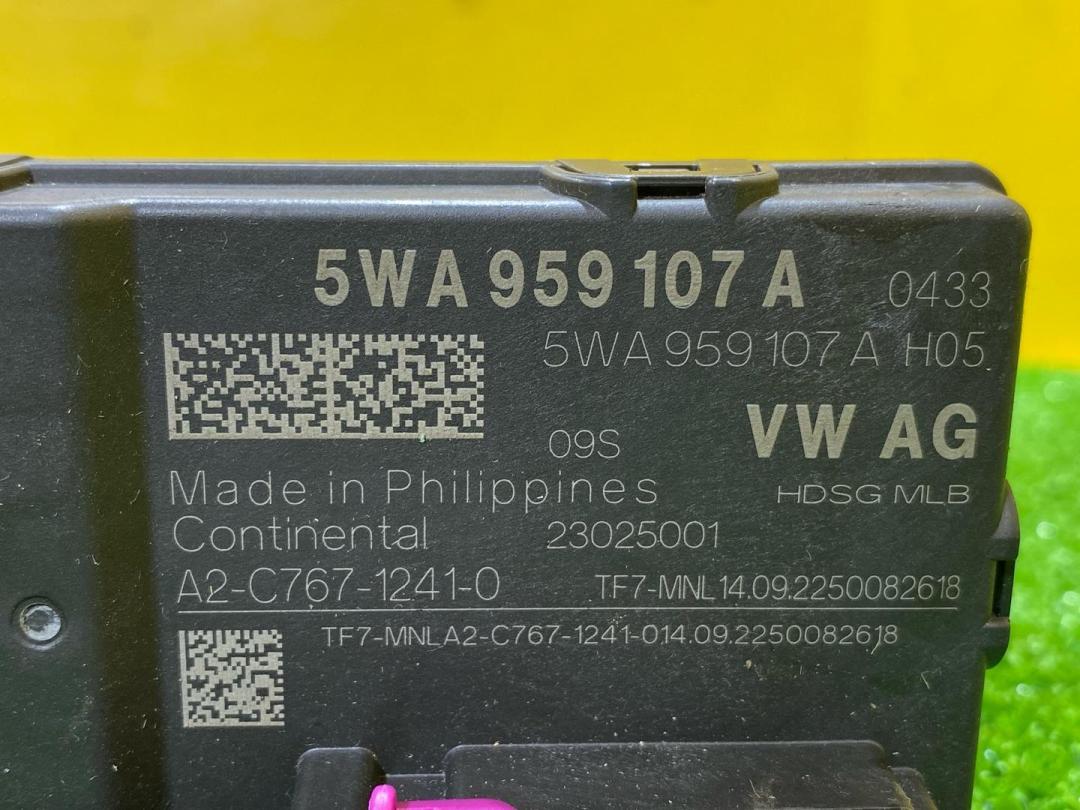 5WA 959 107 A 0433
5WA 959 107 A H05
09S VW AG
Made in Philippines HDSG MLB
Continental 23025001
A2-C767-1241-0 TF7-MNL14.09.2250082618
TF7-MNLA2-C767-1241-014.09.2250082618